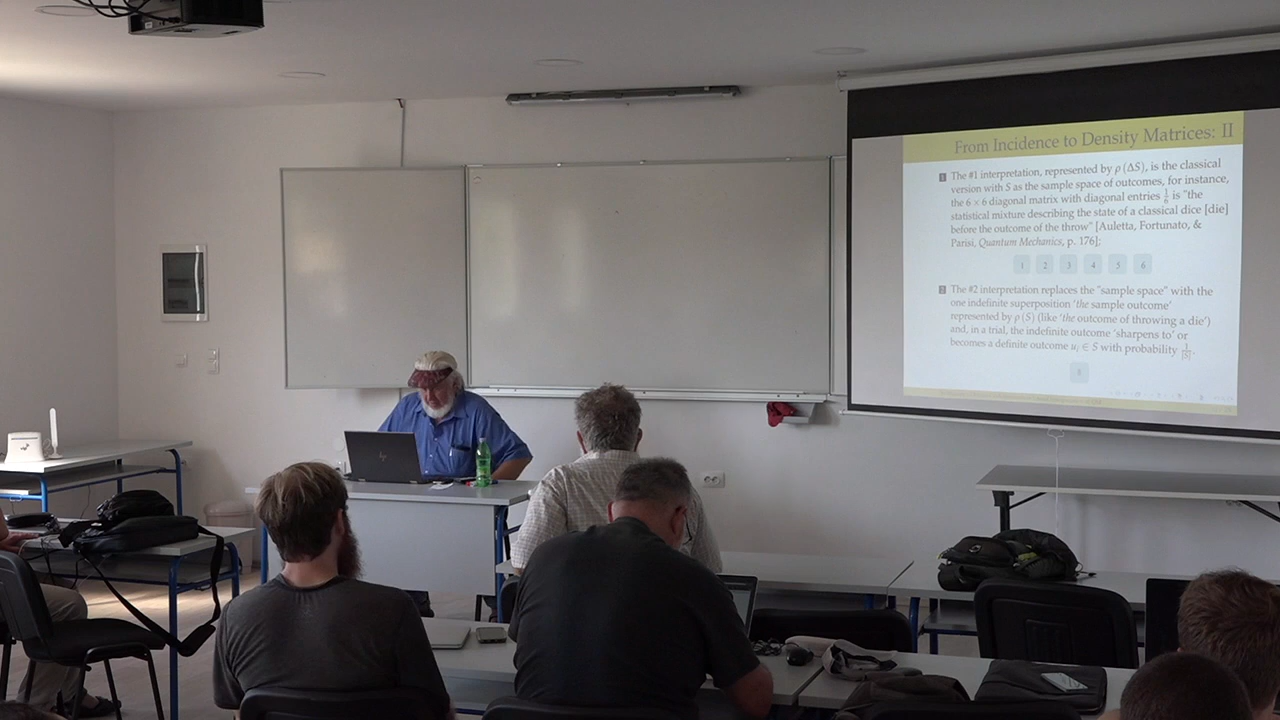 From Incidence to Density Matrices: II
1 The #1 interpretation, represented by ρ (ΔS), is the classical
version with S as the sample space of outcomes, for instance,
the 6 × 6 diagonal matrix with diagonal entries 1/6 is "the
statistical mixture describing the state of a classical dice [die]
before the outcome of the throw" [Auletta, Fortunato, &
Parisi, Quantum Mechanics, p. 176];
1 2 3 4 5 6
2 The #2 interpretation replaces the "sample space" with the
one indefinite superposition 'the sample outcome'
represented by ρ (S) (like 'the outcome of throwing a die')
and, in a trial, the indefinite outcome 'sharpens to' or
becomes a definite outcome uᵢ ∈ S with probability 1/|S|.
hp